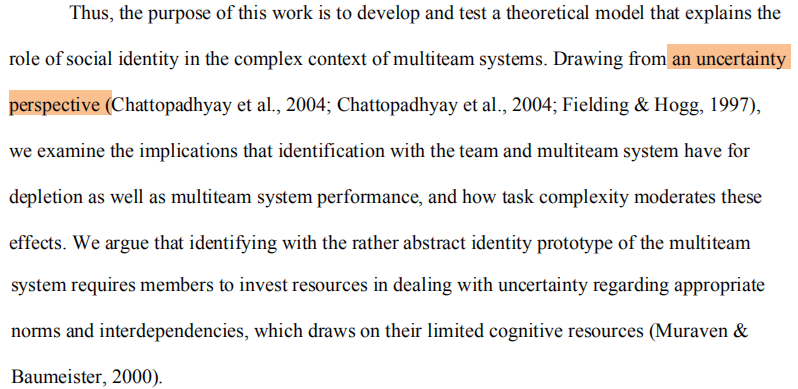 Thus, the purpose of this work is to develop and test a theoretical model that explains the
role of social identity in the complex context of multiteam systems. Drawing from an uncertainty
perspective (Chattopadhyay et al., 2004; Chattopadhyay et al., 2004; Fielding & Hogg, 1997),
we examine the implications that identification with the team and multiteam system have for
depletion as well as multiteam system performance, and how task complexity moderates these
effects. We argue that identifying with the rather abstract identity prototype of the multiteam
system requires members to invest resources in dealing with uncertainty regarding appropriate
norms and interdependencies, which draws on their limited cognitive resources (Muraven &
Baumeister, 2000).